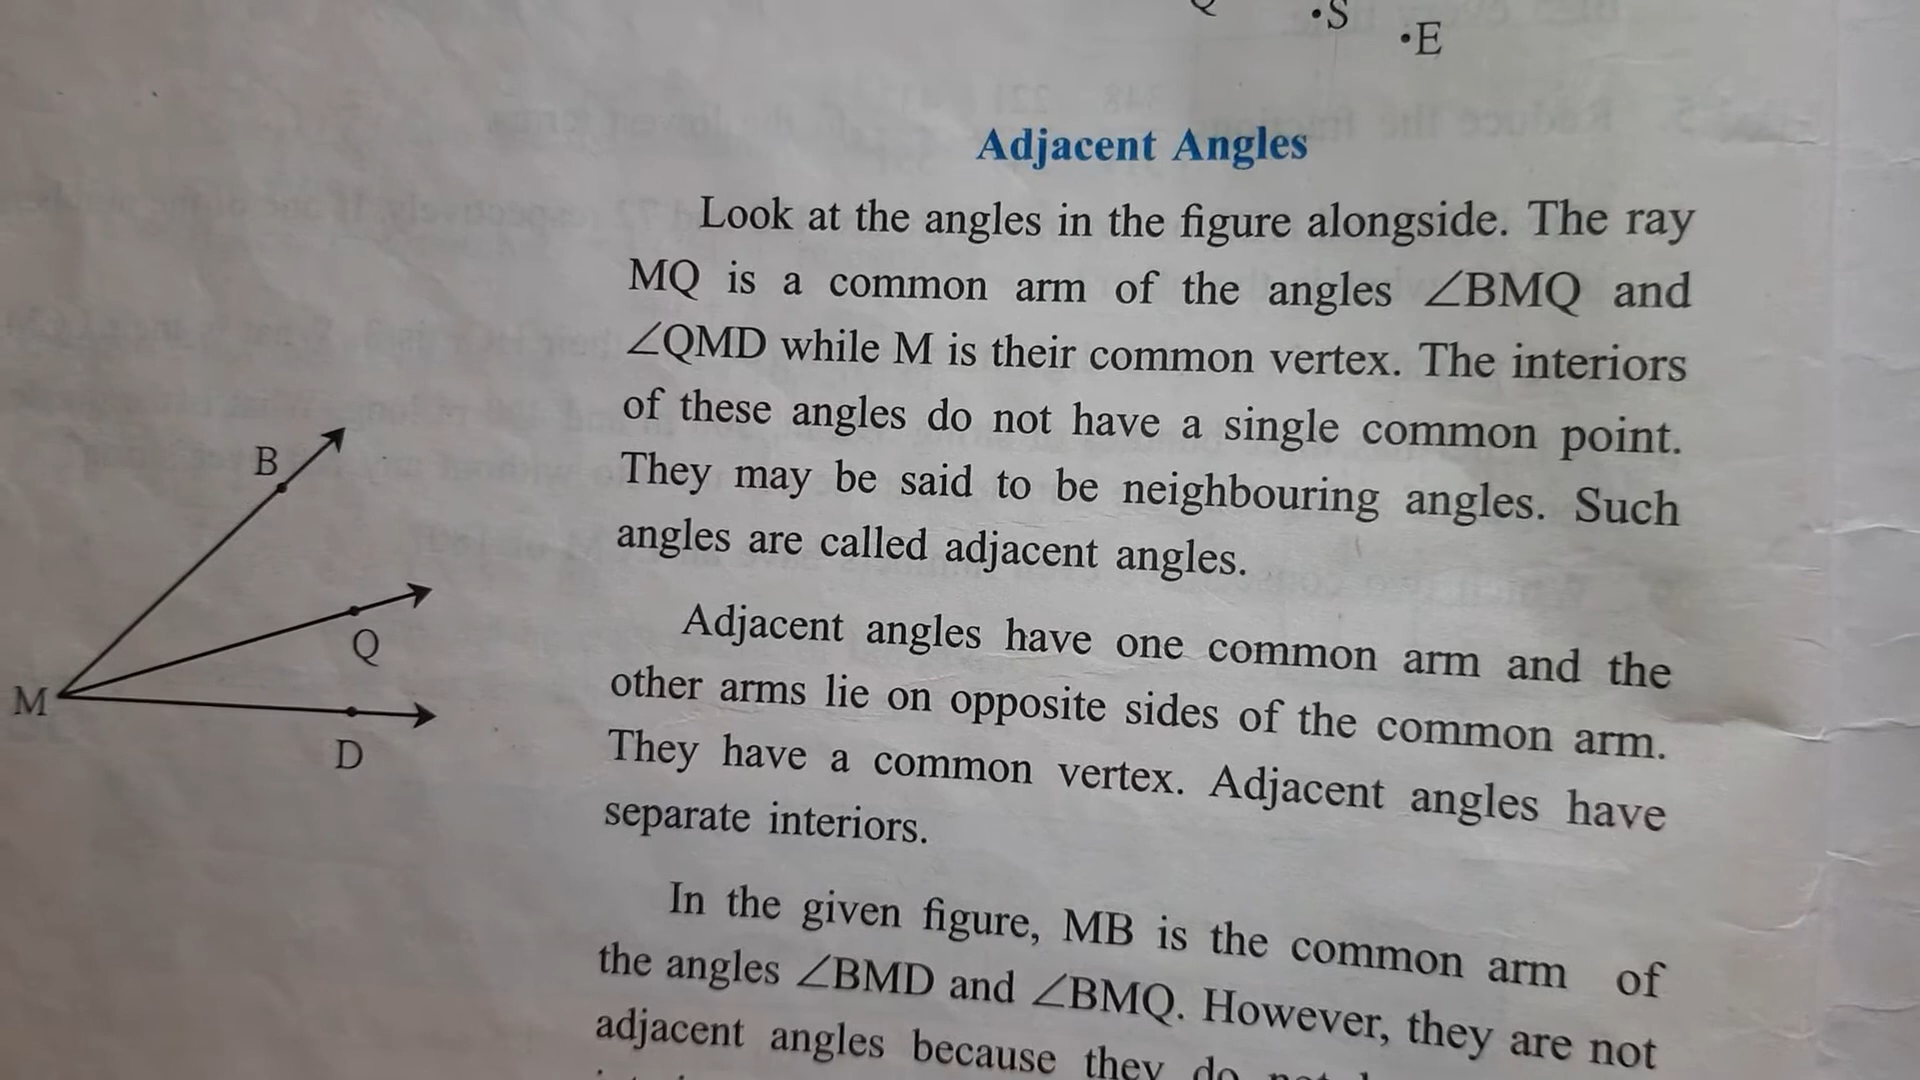 S
E
Adjacent Angles
Look at the angles in the figure alongside. The ray
MQ is a common arm of the angles ∠BMQ and
∠QMD while M is their common vertex. The interiors
of these angles do not have a single common point.
They may be said to be neighbouring angles. Such
angles are called adjacent angles.
B
Q
M
D
Adjacent angles have one common arm and the
other arms lie on opposite sides of the common arm.
They have a common vertex. Adjacent angles have
separate interiors.
In the given figure, MB is the common arm of
the angles ∠BMD and ∠BMQ. However, they are not
adjacent angles because they do not